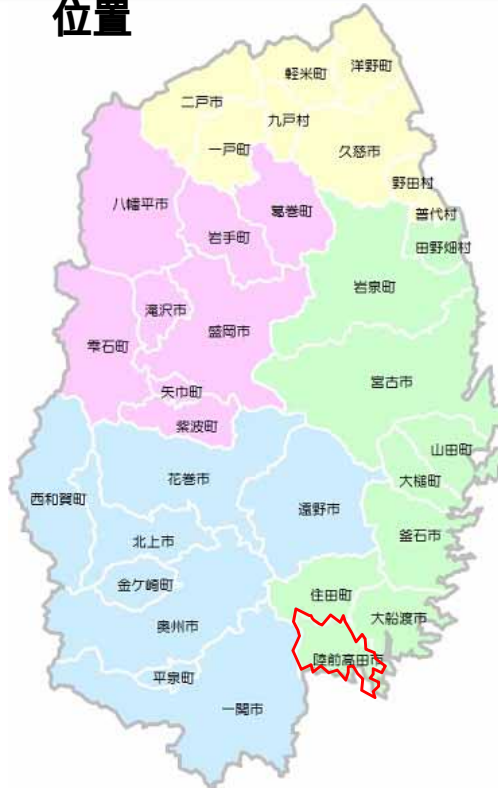 位置
洋野町
軽米町
二戸市
九戸村
一戸町
久慈市
野田村
普代村
八幡平市
葛巻町
岩手町
田野畑村
岩泉町
滝沢市
盛岡市
雫石町
宮古市
矢巾町
紫波町
山田町
花巻市
大槌町
西和賀町
遠野市
釜石市
北上市
金ケ崎町
住田町
大船渡市
奥州市
陸前高田市
平泉町
一関市